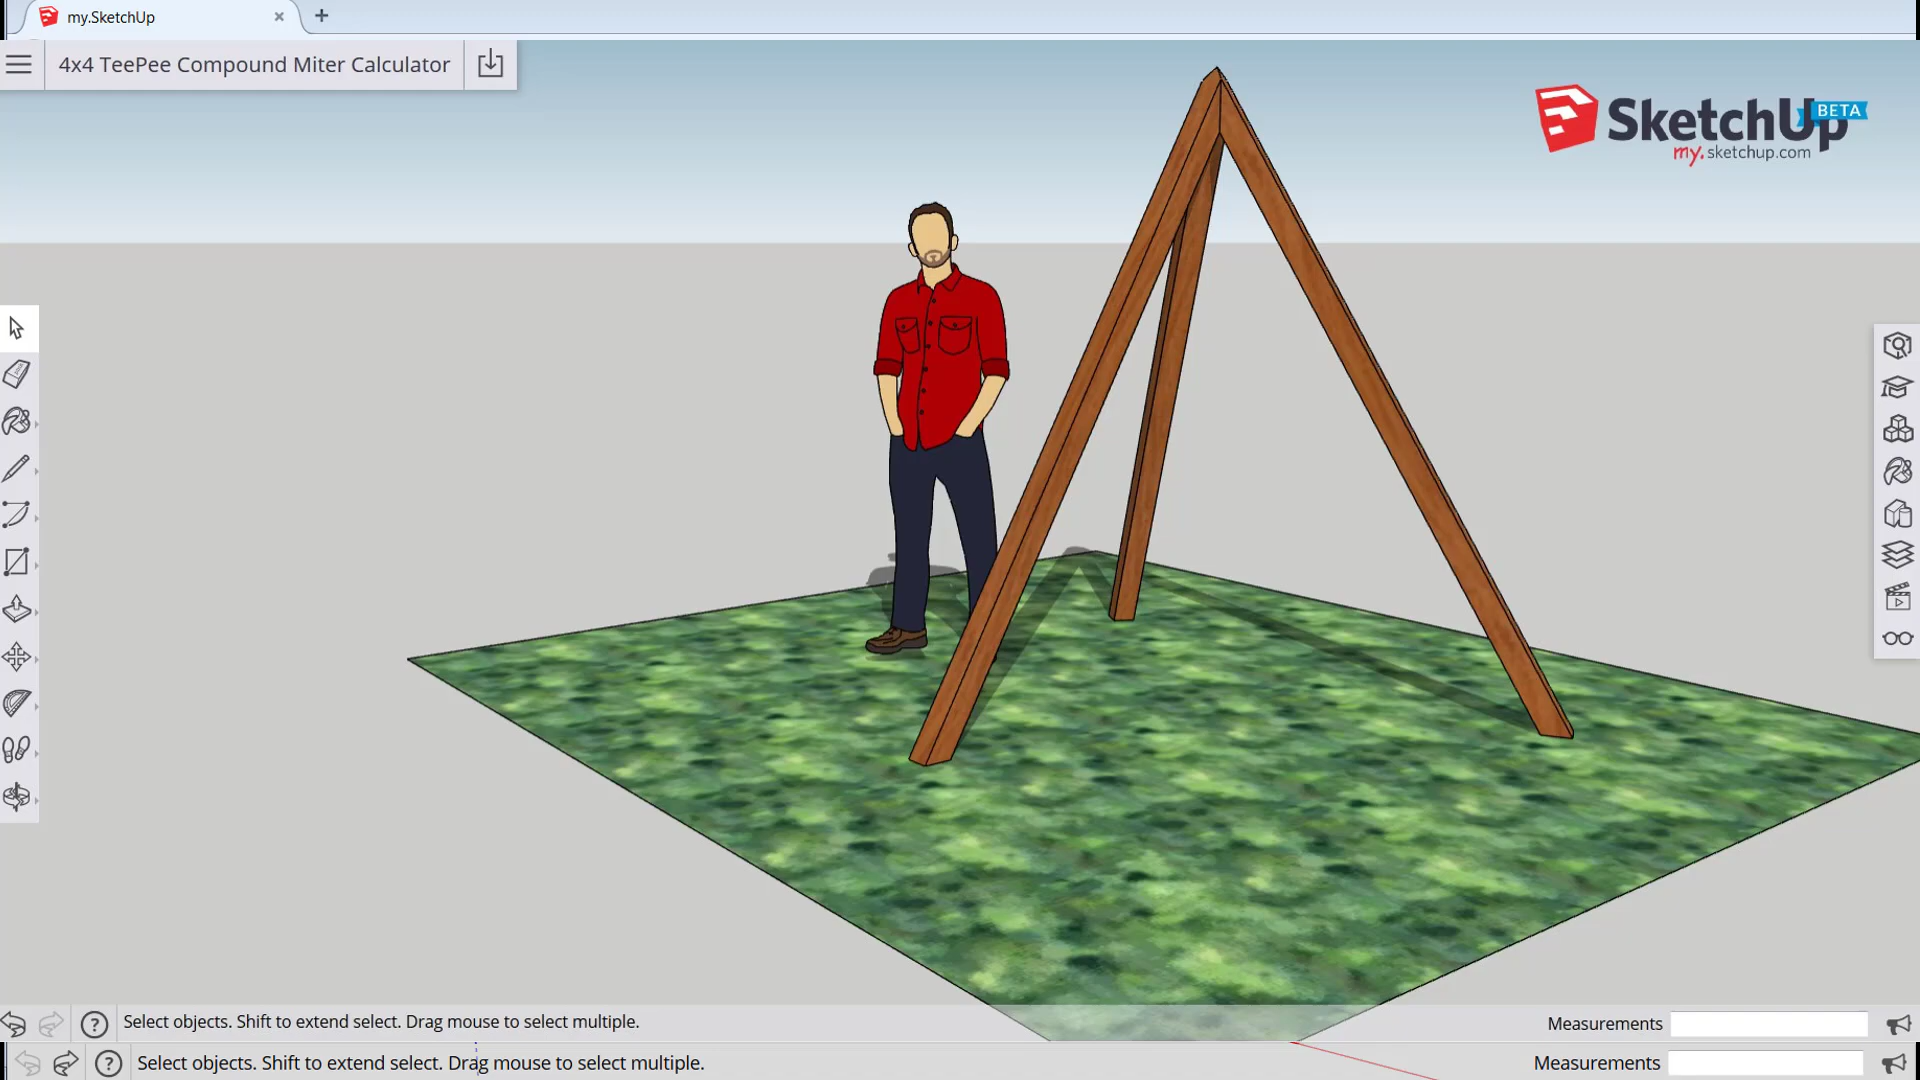 my.SketchUp
4x4 TeePee Compound Miter Calculator
SketchUp BETA
my.sketchup.com
Select objects. Shift to extend select. Drag mouse to select multiple.
Measurements
Select objects. Shift to extend select. Drag mouse to select multiple.
Measurements